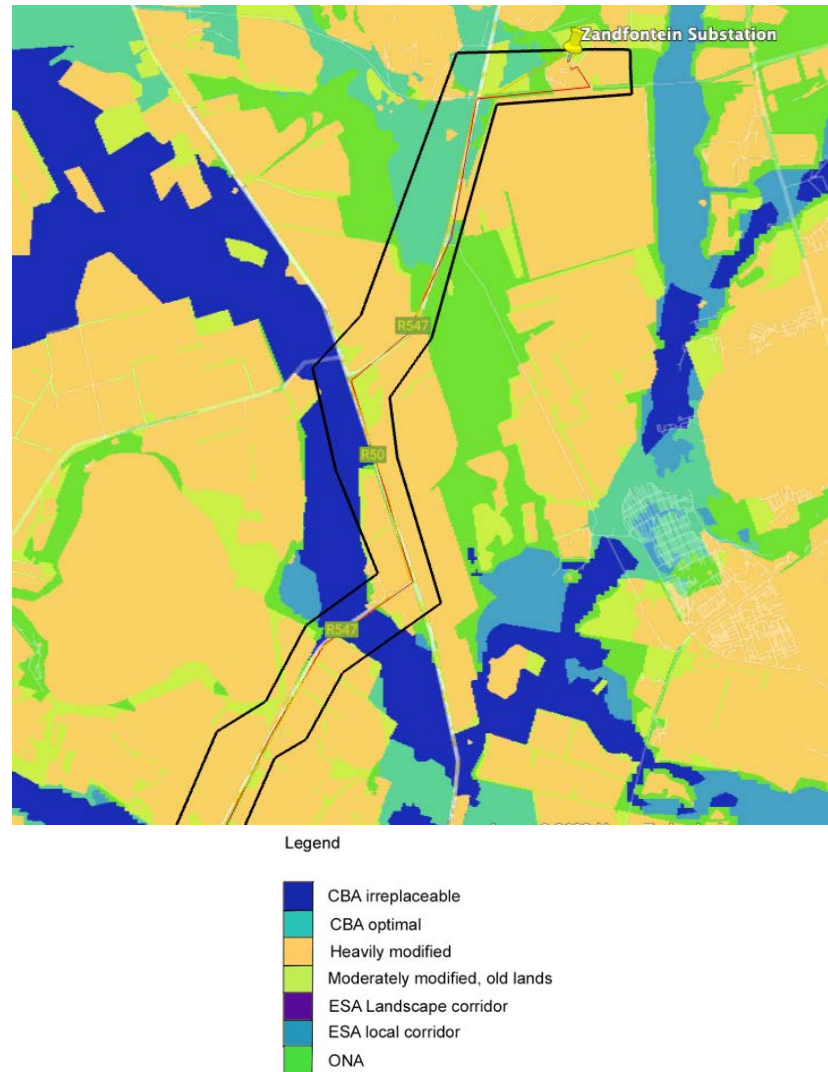 Zandfontein Substation
R547
R50
R547
Legend
CBA irreplaceable
CBA optimal
Heavily modified
Moderately modified, old lands
ESA Landscape corridor
ESA local corridor
ONA